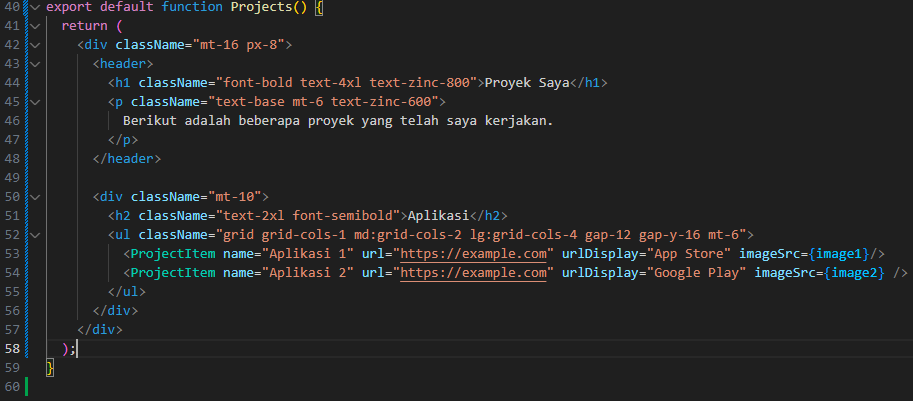 40 export default function Projects() {
41   return (
42     <div className="mt-16 px-8">
43       <header>
44         <h1 className="font-bold text-4xl text-zinc-800">Proyek Saya</h1>
45         <p className="text-base mt-6 text-zinc-600">
46           Berikut adalah beberapa proyek yang telah saya kerjakan.
47         </p>
48       </header>
49
50       <div className="mt-10">
51         <h2 className="text-2xl font-semibold">Aplikasi</h2>
52         <ul className="grid grid-cols-1 md:grid-cols-2 lg:grid-cols-4 gap-12 gap-y-16 mt-6">
53           <ProjectItem name="Aplikasi 1" url="https://example.com" urlDisplay="App Store" imageSrc={image1}/>
54           <ProjectItem name="Aplikasi 2" url="https://example.com" urlDisplay="Google Play" imageSrc={image2} />
55         </ul>
56       </div>
57     </div>
58   );
59 }
60